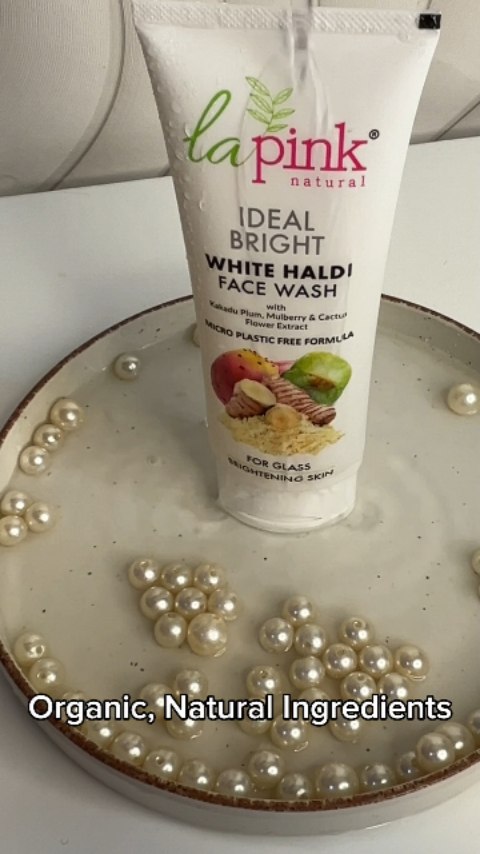 la pink®
natural
IDEAL
BRIGHT
WHITE HALDI
FACE WASH
with
Kakadu Plum, Mulberry & Cactus
Flower Extract
MICRO PLASTIC FREE FORMULA
FOR GLASS
BRIGHTENING SKIN
Organic, Natural Ingredients